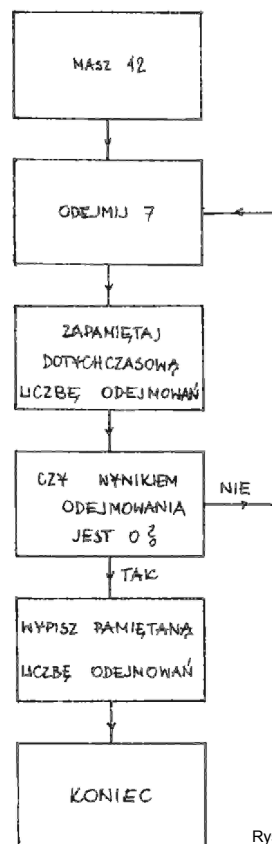 MASZ 42
ODEJMIJ 7
ZAPAMIĘTAJ
DOTYCHCZASOWĄ
LICZBĘ ODEJMOWAŃ
CZY WYNIKIEM
ODEJMOWANIA
JEST 0?
NIE
TAK
WYPISZ PAMIĘTANĄ
LICZBĘ ODEJMOWAŃ
KONIEC
Ry